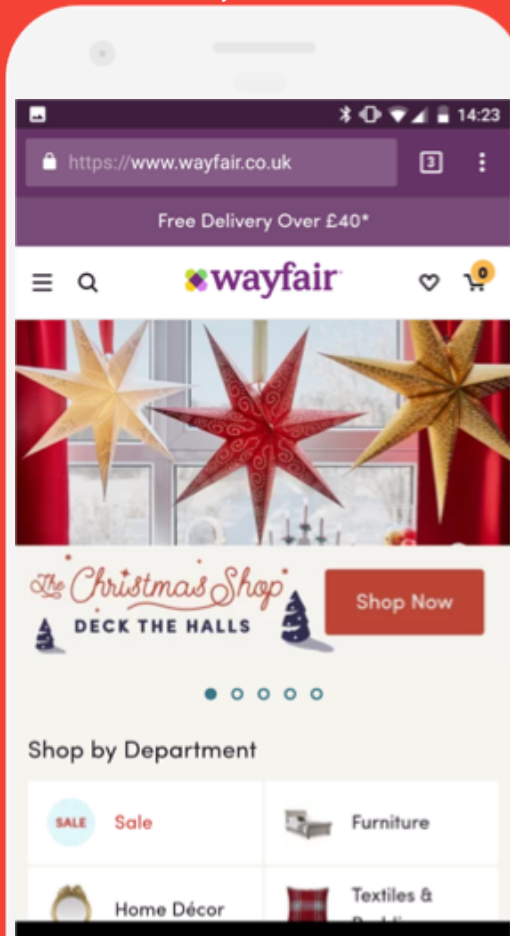 14:23
https://www.wayfair.co.uk
3
Free Delivery Over £40*
wayfair
0
The Christmas Shop
DECK THE HALLS
Shop Now
Shop by Department
SALE
Sale
Furniture
Home Décor
Textiles &